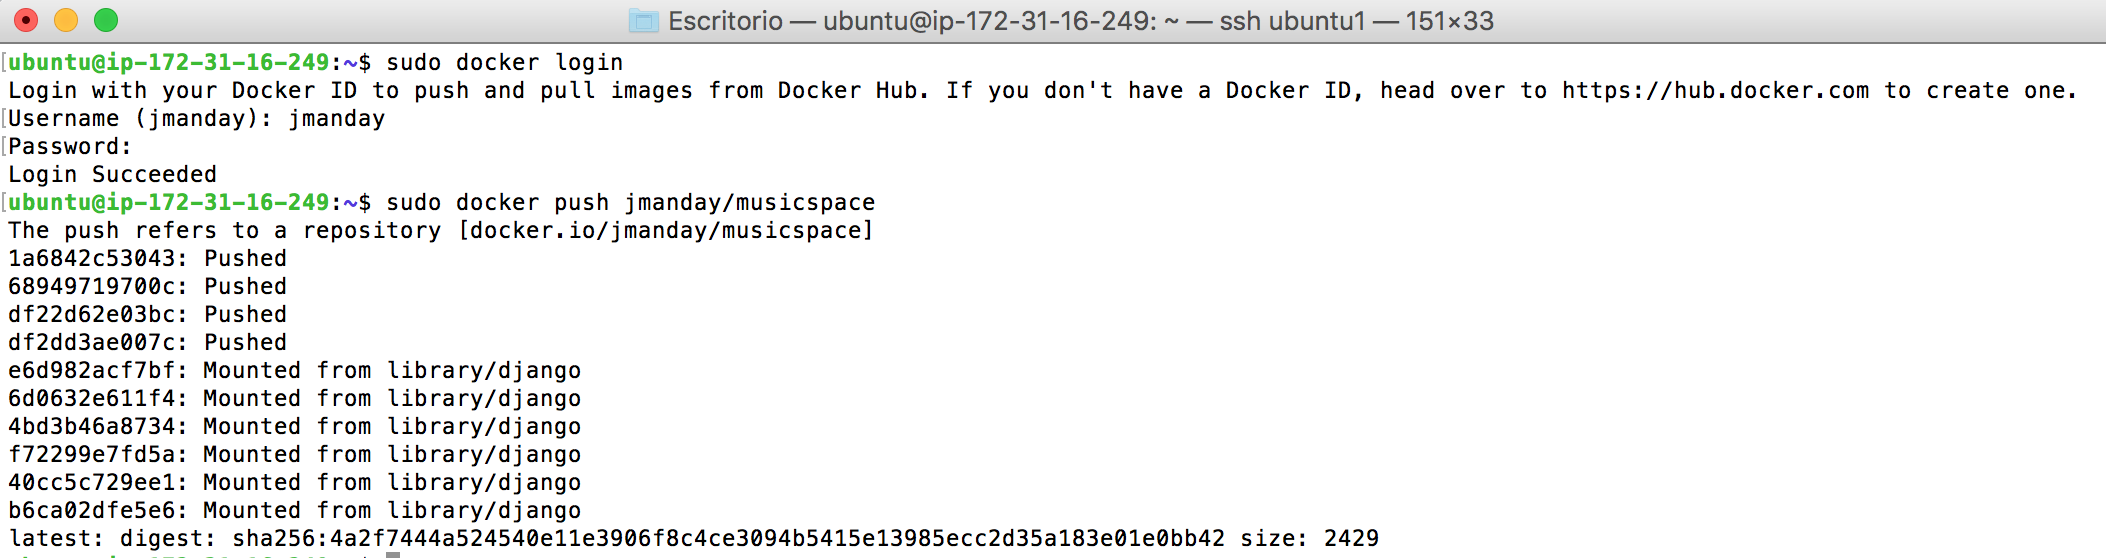 Escritorio — ubuntu@ip-172-31-16-249: ~ — ssh ubuntu1 — 151×33
ubuntu@ip-172-31-16-249:~$ sudo docker login
Login with your Docker ID to push and pull images from Docker Hub. If you don't have a Docker ID, head over to https://hub.docker.com to create one.
Username (jmanday): jmanday
Password:
Login Succeeded
ubuntu@ip-172-31-16-249:~$ sudo docker push jmanday/musicspace
The push refers to a repository [docker.io/jmanday/musicspace]
1a6842c53043: Pushed
68949719700c: Pushed
df22d62e03bc: Pushed
df2dd3ae007c: Pushed
e6d982acf7bf: Mounted from library/django
6d0632e611f4: Mounted from library/django
4bd3b46a8734: Mounted from library/django
f72299e7fd5a: Mounted from library/django
40cc5c729ee1: Mounted from library/django
b6ca02dfe5e6: Mounted from library/django
latest: digest: sha256:4a2f7444a524540e11e3906f8c4ce3094b5415e13985ecc2d35a183e01e0bb42 size: 2429